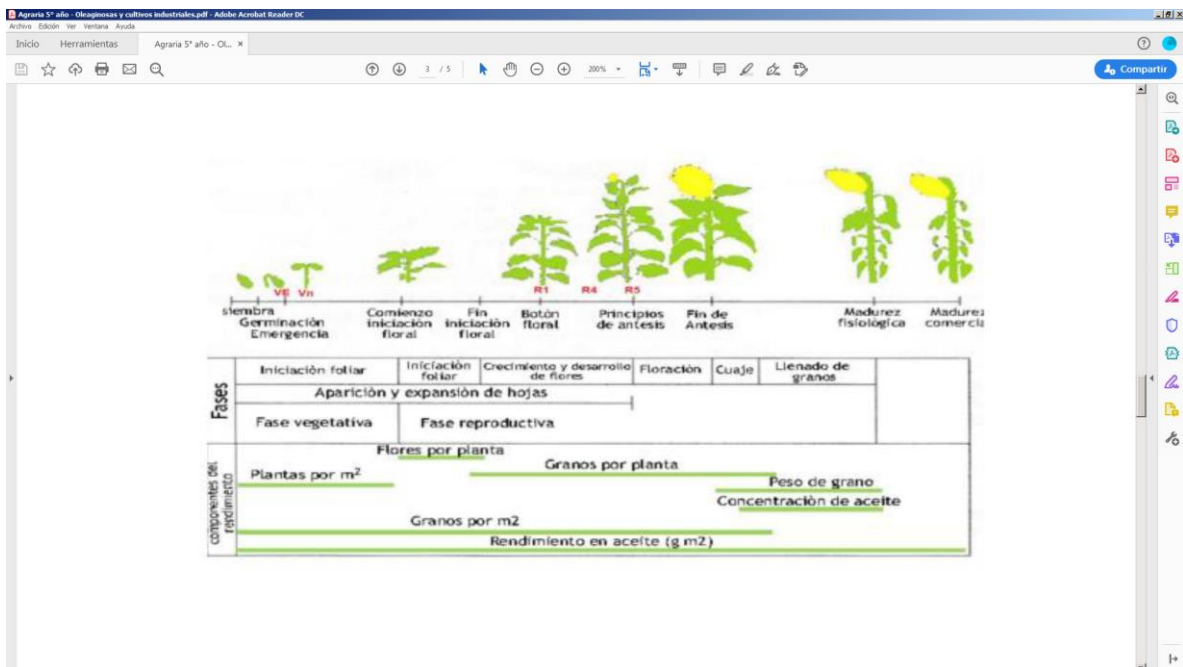 Agraria 5° año - Oleaginosas y cultivos industriales.pdf - Adobe Acrobat Reader DC
Archivo Edición Ver Ventana Ayuda
Inicio Herramientas Agraria 5° año - OL... ×
3 / 5 200%
Compartir
VE Vn R1 R4 R5
siembra
Germinación
Emergencia
Comienzo
iniciación
floral
Fin
iniciación
floral
Botón
floral
Principios
de antesis
Fin de
Antesis
Madurez
fisiológica
Madurez
comercia
Fases
Iniciación foliar
Iniciación
foliar
Crecimiento y desarrollo
de flores
Floración
Cuaje
Llenado de
granos
Aparición y expansión de hojas
Fase vegetativa
Fase reproductiva
componentes del
rendimiento
Flores por planta
Granos por planta
Plantas por m²
Peso de grano
Concentración de aceite
Granos por m2
Rendimiento en aceite (g m2)